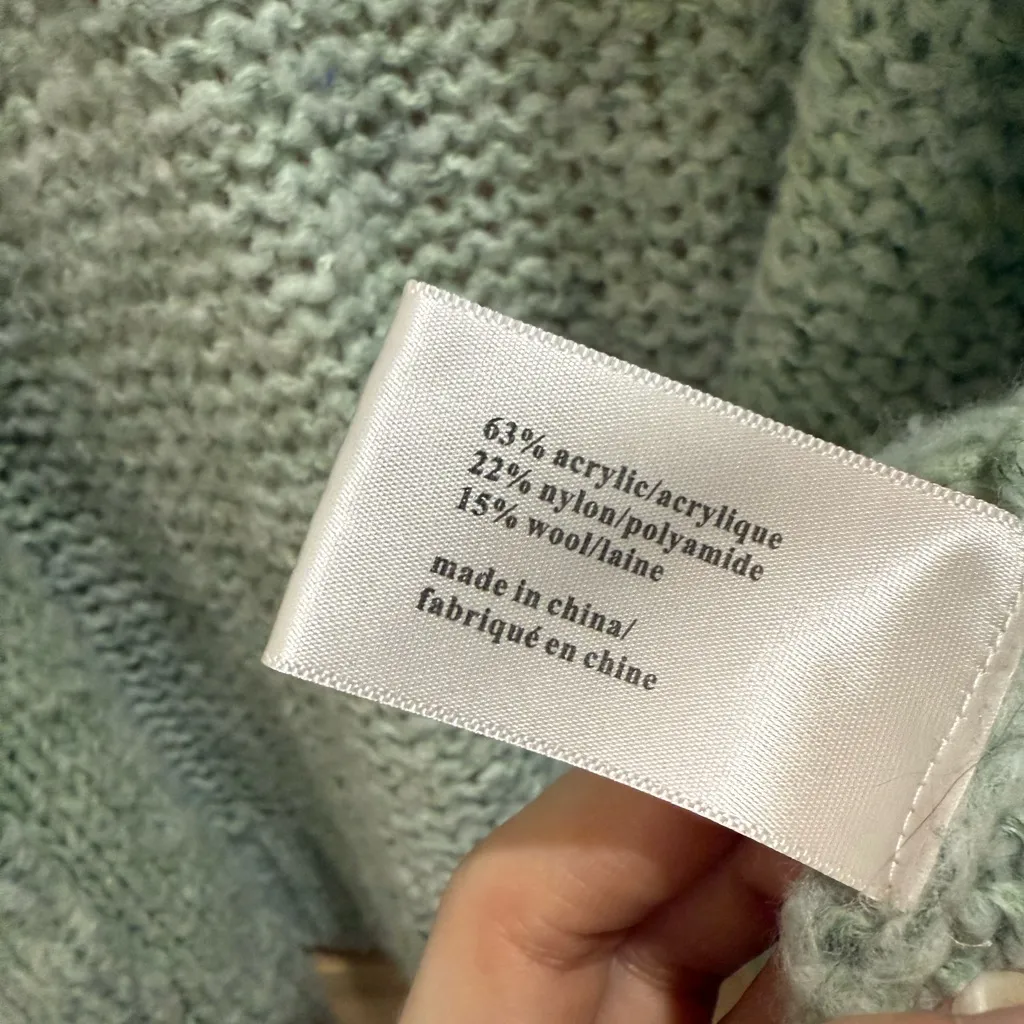 63% acrylic/acrylique
22% nylon/polyamide
15% wool/laine
made in china/
fabriqué en chine